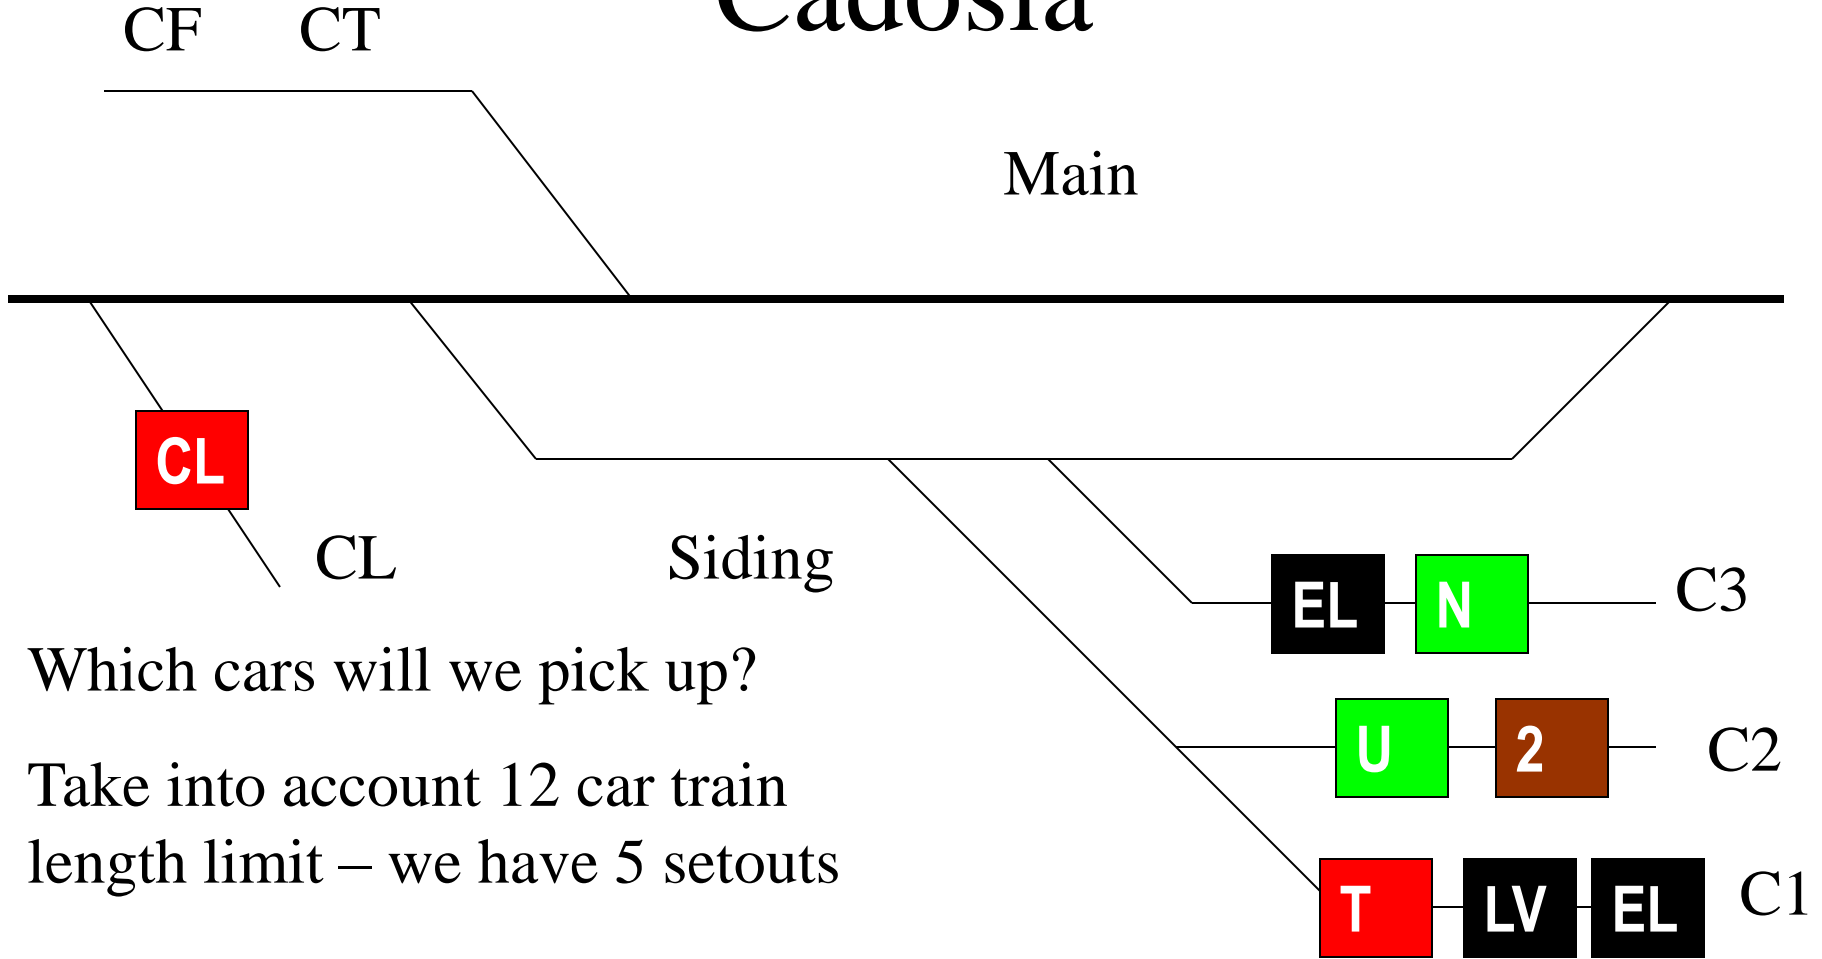 Cadosia
CF CT
Main
CL
CL
Siding
EL N C3
Which cars will we pick up?
U 2 C2
Take into account 12 car train
length limit – we have 5 setouts
T LV EL C1